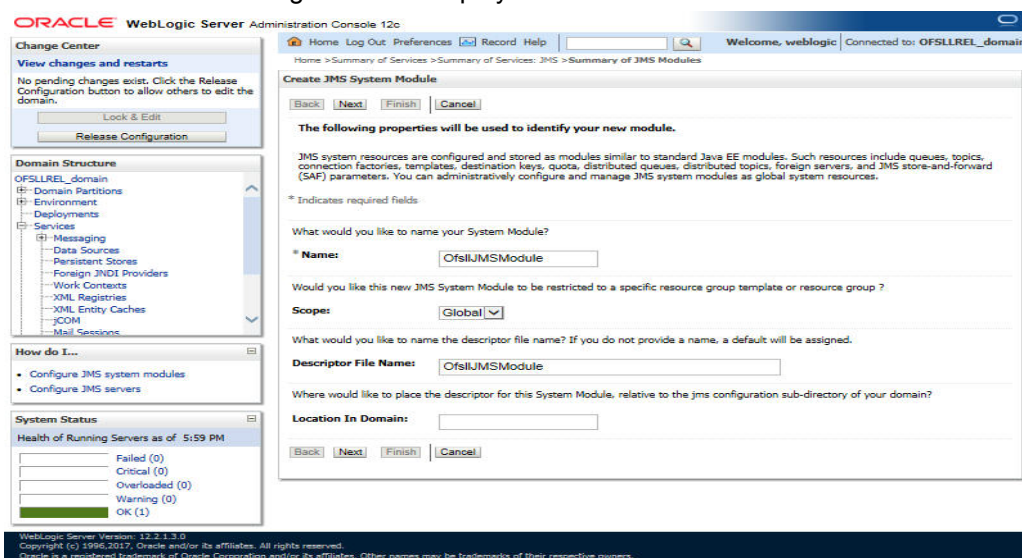 ORACLE WebLogic Server Administration Console 12c
Change Center
View changes and restarts
No pending changes exist. Click the Release
Configuration button to allow others to edit the
domain.
Lock & Edit
Release Configuration
Domain Structure
OFSLLREL_domain
Domain Partitions
Environment
Deployments
Services
Messaging
Data Sources
Persistent Stores
Foreign JNDI Providers
Work Contexts
XML Registries
XML Entity Caches
jCOM
Mail Sessions
How do I...
Configure JMS system modules
Configure JMS servers
System Status
Health of Running Servers as of 5:59 PM
Failed (0)
Critical (0)
Overloaded (0)
Warning (0)
OK (1)
Home Log Out Preferences Record Help
Welcome, weblogic Connected to: OFSLLREL_domain
Home >Summary of Services >Summary of Services: JMS >Summary of JMS Modules
Create JMS System Module
Back Next Finish Cancel
The following properties will be used to identify your new module.
JMS system resources are configured and stored as modules similar to standard Java EE modules. Such resources include queues, topics,
connection factories, templates, destination keys, quota, distributed queues, distributed topics, foreign servers, and JMS store-and-forward
(SAF) parameters. You can administratively configure and manage JMS system modules as global system resources.
* Indicates required fields
What would you like to name your System Module?
* Name: OfsllJMSModule
Would you like this new JMS System Module to be restricted to a specific resource group template or resource group ?
Scope: Global
What would you like to name the descriptor file name? If you do not provide a name, a default will be assigned.
Descriptor File Name: OfsllJMSModule
Where would you like to place the descriptor for this System Module, relative to the jms configuration sub-directory of your domain?
Location In Domain:
Back Next Finish Cancel
WebLogic Server Version: 12.2.1.3.0
Copyright (c) 1996,2017, Oracle and/or its affiliates. All rights reserved.
Oracle is a registered trademark of Oracle Corporation and/or its affiliates. Other names may be trademarks of their respective owners.